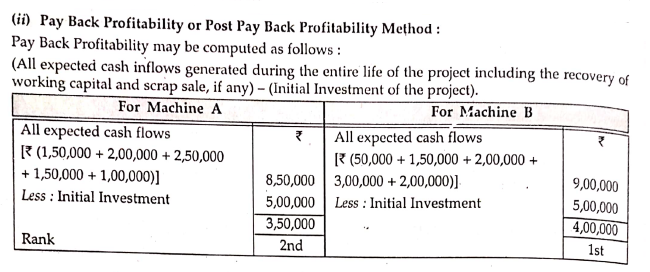 (ii) Pay Back Profitability or Post Pay Back Profitability Method :
Pay Back Profitability may be computed as follows :
(All expected cash inflows generated during the entire life of the project including the recovery of
working capital and scrap sale, if any) – (Initial Investment of the project).
For Machine A For Machine B
All expected cash flows ₹ All expected cash flows ₹
[₹ (1,50,000 + 2,00,000 + 2,50,000 [₹ (50,000 + 1,50,000 + 2,00,000 +
+ 1,50,000 + 1,00,000)] 8,50,000 3,00,000 + 2,00,000)] 9,00,000
Less : Initial Investment 5,00,000 Less : Initial Investment 5,00,000
3,50,000 4,00,000
Rank 2nd 1st